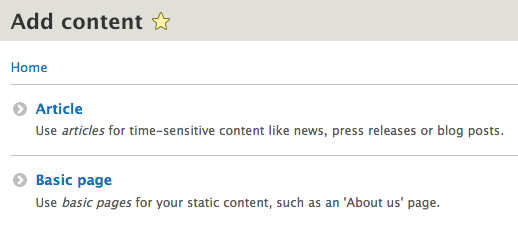 Add content
Home
Article
Use articles for time-sensitive content like news, press releases or blog posts.
Basic page
Use basic pages for your static content, such as an 'About us' page.